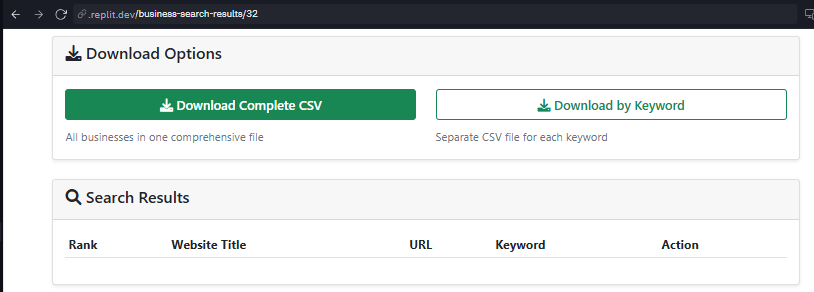 .replit.dev/business-search-results/32
Download Options
Download Complete CSV
Download by Keyword
All businesses in one comprehensive file
Separate CSV file for each keyword
Search Results
Rank Website Title URL Keyword Action